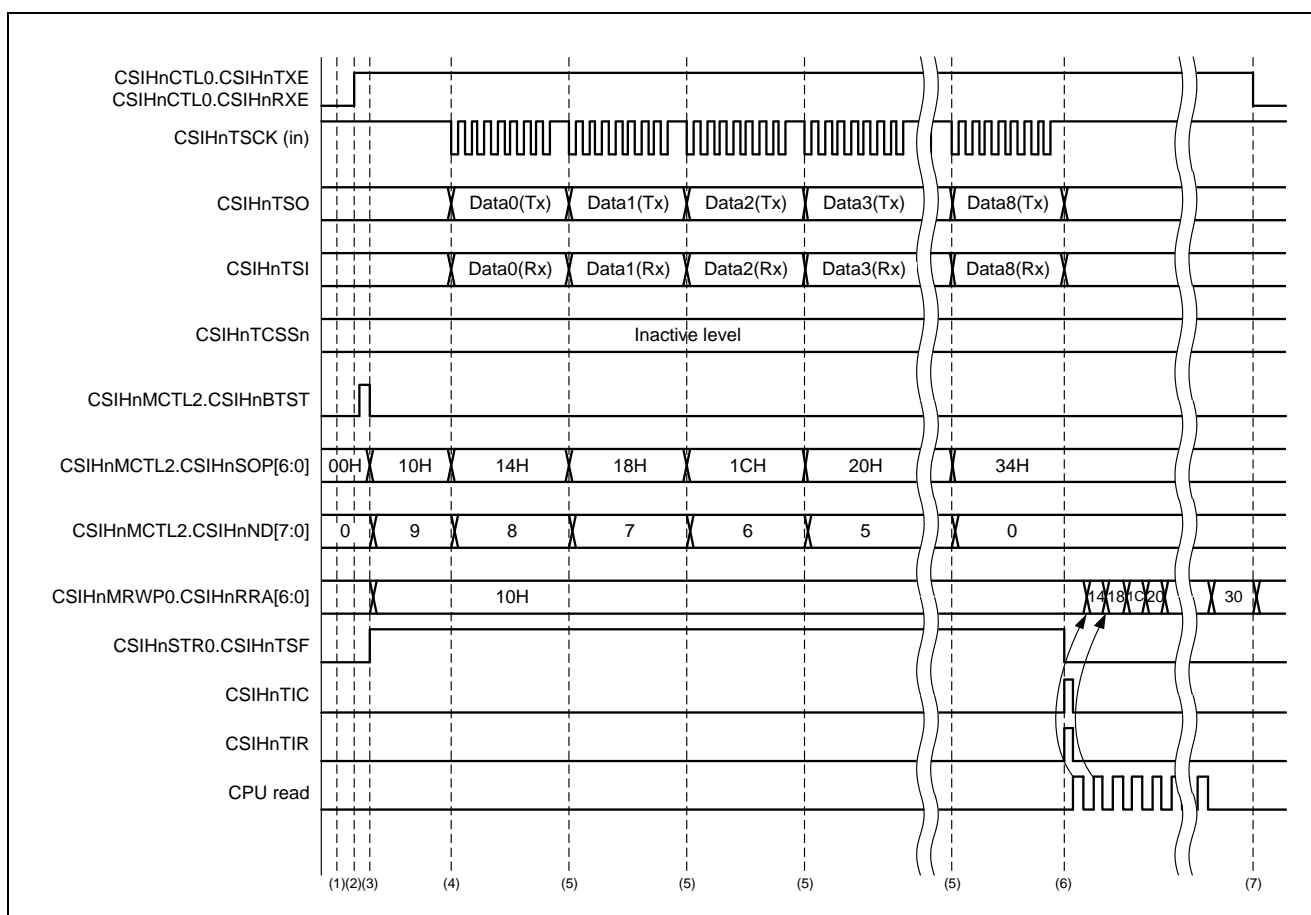 CSIHnCTL0.CSIHnTXE
CSIHnCTL0.CSIHnRXE
CSIHnTSCK (in)
CSIHnTSO Data0(Tx) Data1(Tx) Data2(Tx) Data3(Tx) Data8(Tx)
CSIHnTSI Data0(Rx) Data1(Rx) Data2(Rx) Data3(Rx) Data8(Rx)
CSIHnTCSSn Inactive level
CSIHnMCTL2.CSIHnBTST
CSIHnMCTL2.CSIHnSOP[6:0] 00H 10H 14H 18H 1CH 20H 34H
CSIHnMCTL2.CSIHnND[7:0] 0 9 8 7 6 5 0
CSIHnMRWP0.CSIHnRRA[6:0] 10H 14 18 1C 20 30
CSIHnSTR0.CSIHnTSF
CSIHnTIC
CSIHnTIR
CPU read
(1) (2) (3) (4) (5) (5) (5) (5) (6) (7)